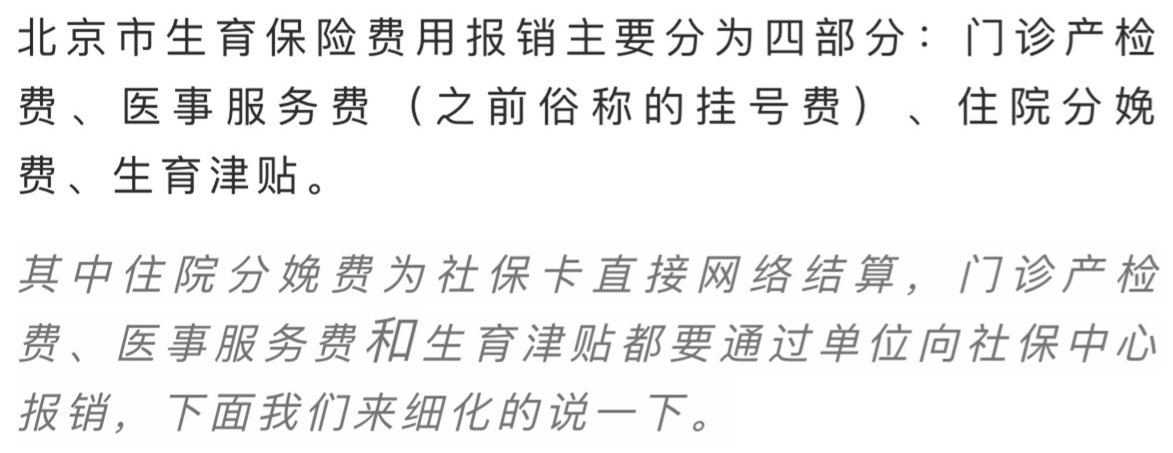 北京市生育保险费用报销主要分为四部分：门诊产检
费、医事服务费（之前俗称的挂号费）、住院分娩
费、生育津贴。
其中住院分娩费为社保卡直接网络结算，门诊产检
费、医事服务费和生育津贴都要通过单位向社保中心
报销，下面我们来细化的说一下。